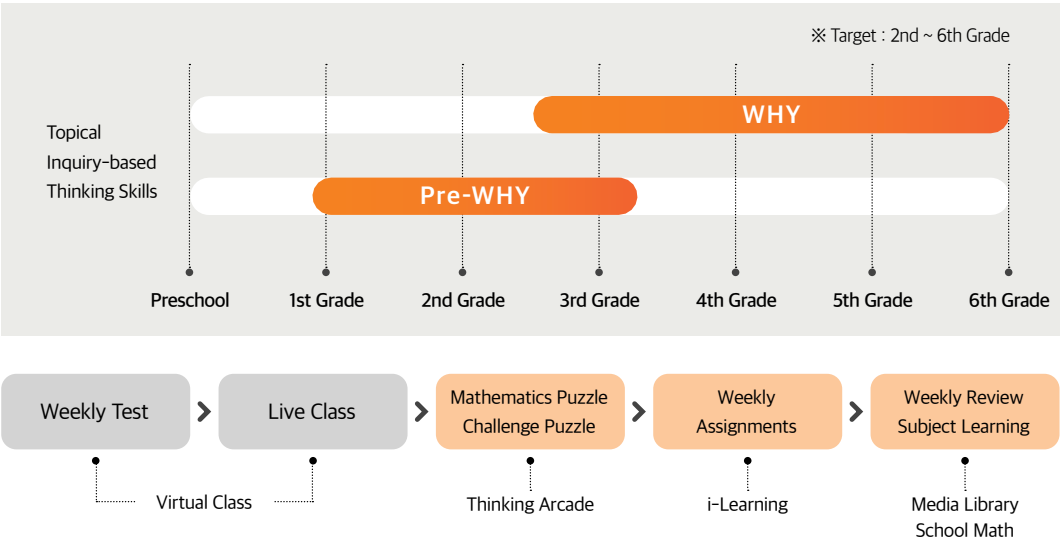 ※ Target : 2nd ~ 6th Grade
WHY
Topical
Inquiry-based
Thinking Skills
Pre-WHY
Preschool
1st Grade
2nd Grade
3rd Grade
4th Grade
5th Grade
6th Grade
Weekly Test
Live Class
Mathematics Puzzle
Challenge Puzzle
Weekly
Assignments
Weekly Review
Subject Learning
Virtual Class
Thinking Arcade
i-Learning
Media Library
School Math